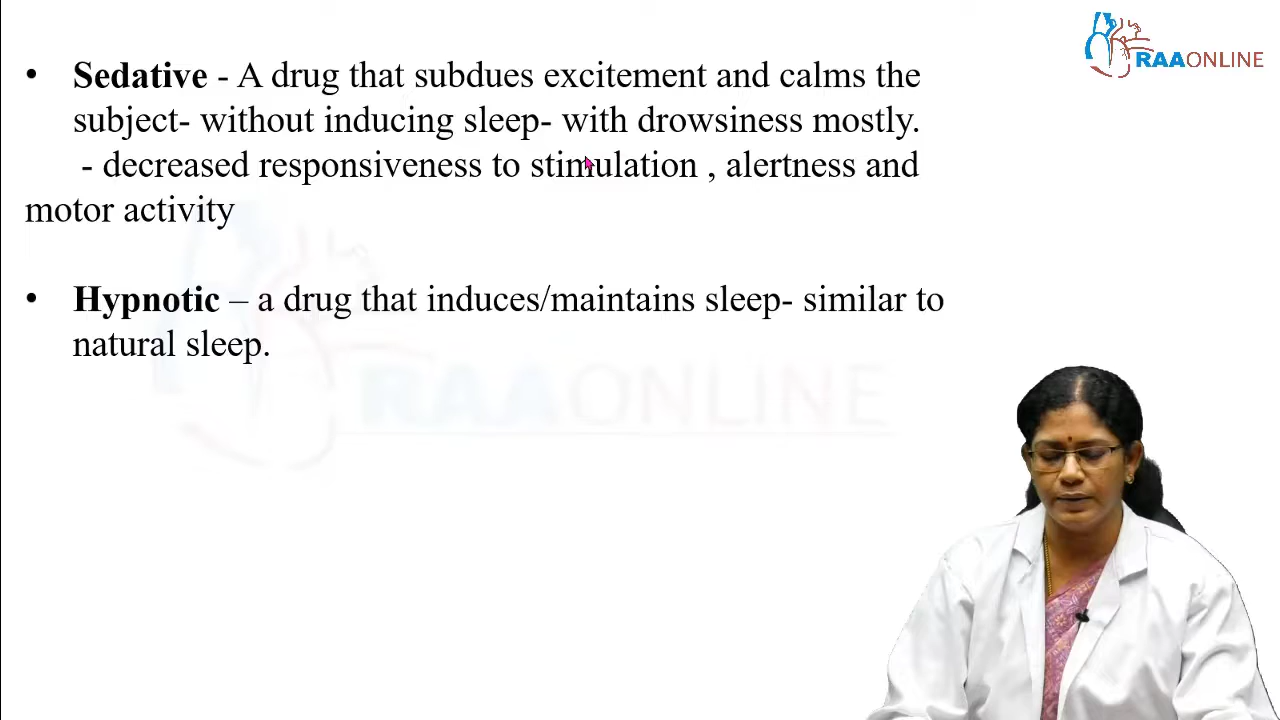 RAAONLINE
• Sedative - A drug that subdues excitement and calms the
subject- without inducing sleep- with drowsiness mostly.
- decreased responsiveness to stimulation , alertness and
motor activity
• Hypnotic – a drug that induces/maintains sleep- similar to
natural sleep.
RAAONLINE